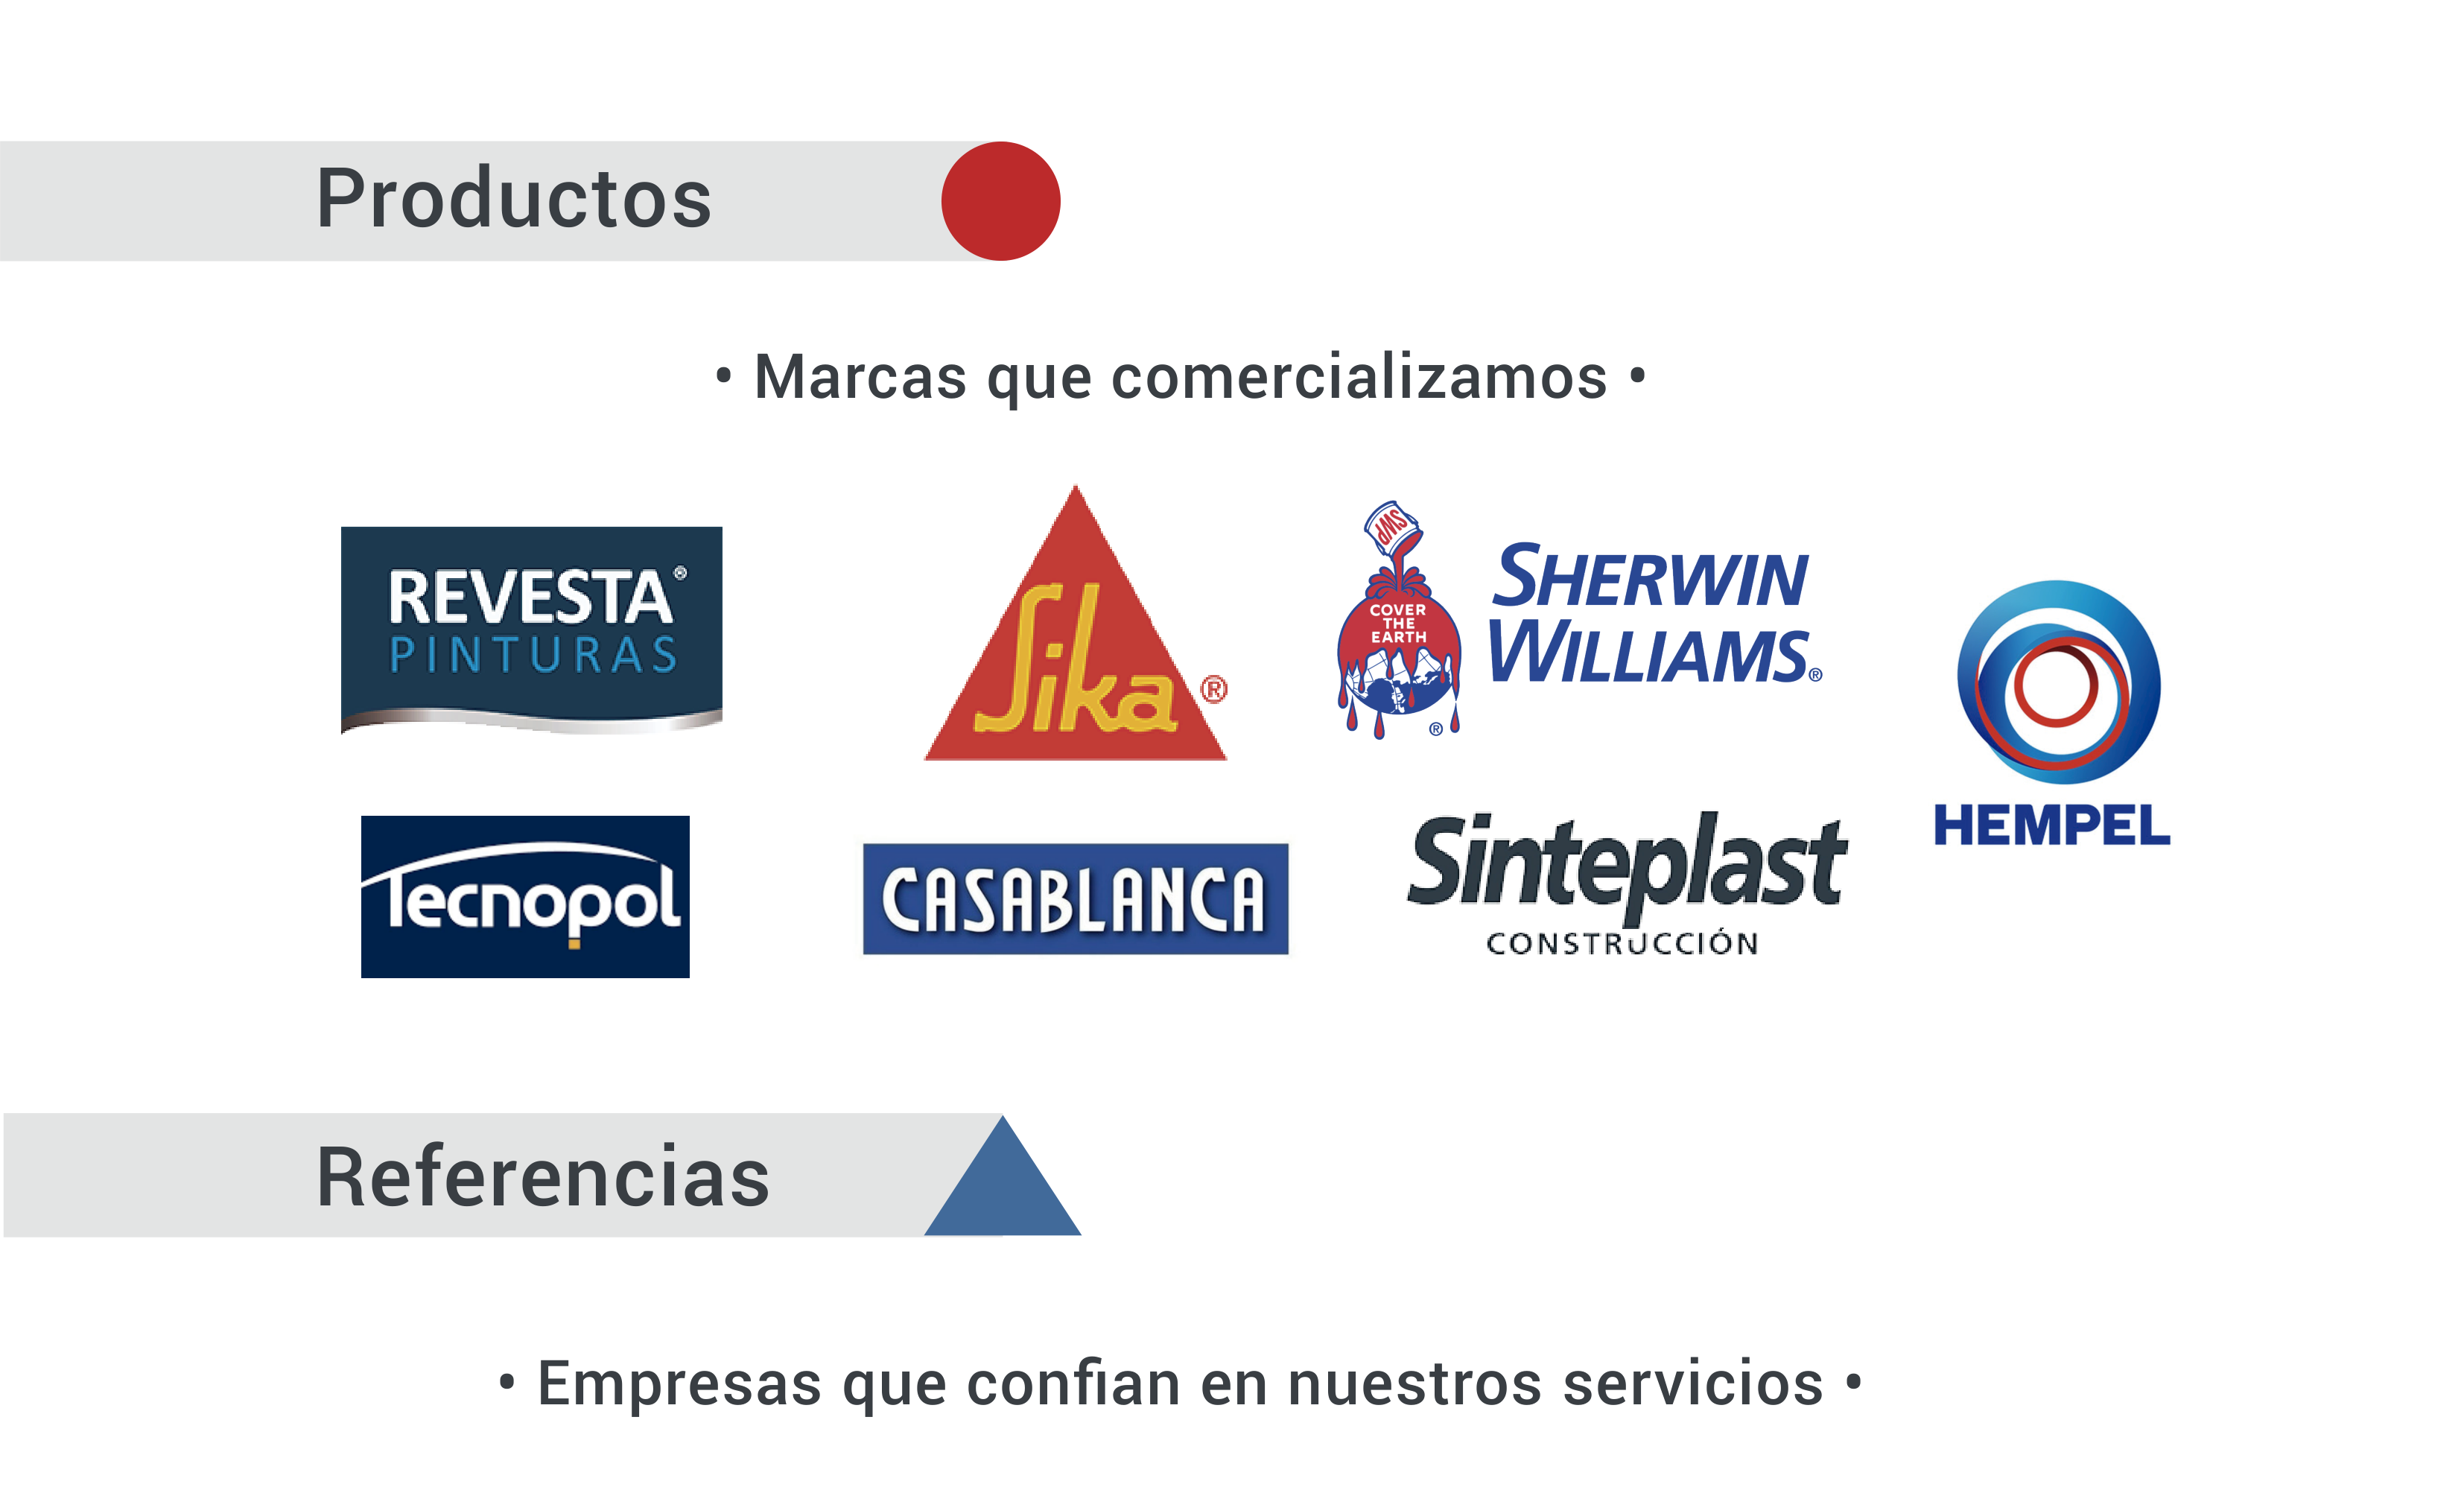 Productos
• Marcas que comercializamos •
REVESTA®
PINTURAS
Sika®
SWP
COVER
THE
EARTH
®
SHERWIN
WILLIAMS®
HEMPEL
Tecnopol
CASABLANCA
Sinteplast
CONSTRUCCIÓN
Referencias
• Empresas que confian en nuestros servicios •